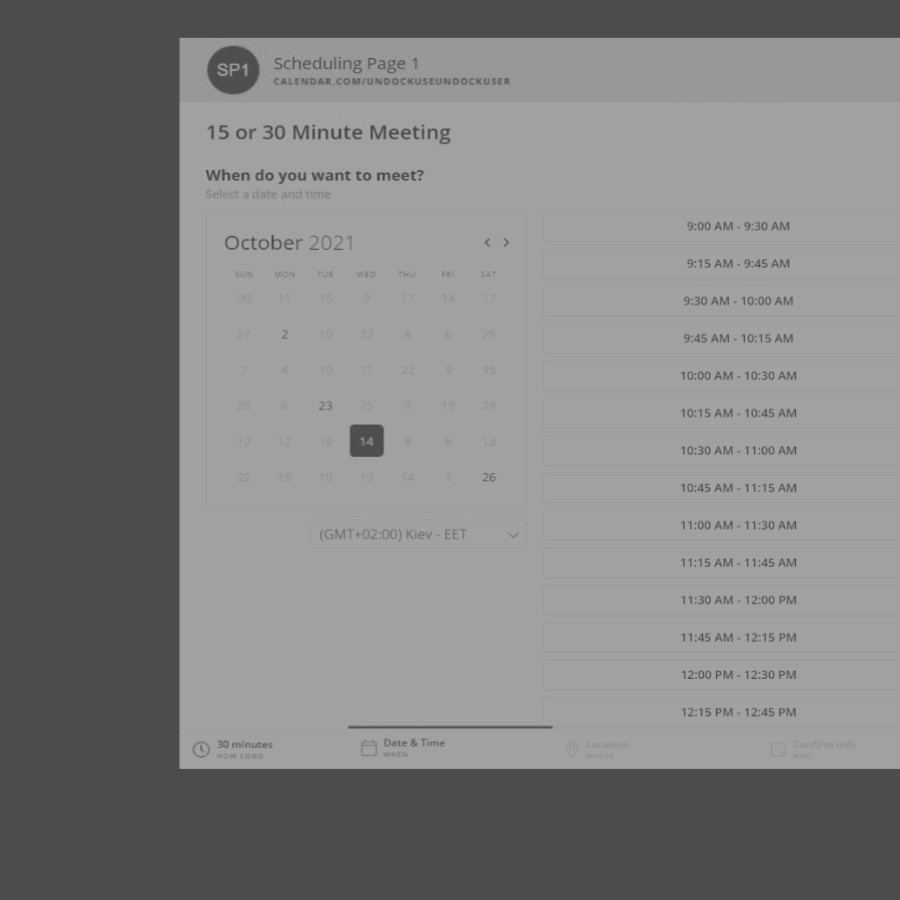 SP1
Scheduling Page 1
CALENDAR.COM/UNDOCKUSEUNDOCKUSER
15 or 30 Minute Meeting
When do you want to meet?
Select a date and time
October 2021
SUN MON TUE WED THU FRI SAT
30 11 15 9 17 14 17
27 2 10 22 4 6 25
7 4 10 11 22 9 15
20 6 23 25 9 19 28
10 12 16 14 8 6 13
22 18 10 10 14 1 26
(GMT+02:00) Kiev - EET
9:00 AM - 9:30 AM
9:15 AM - 9:45 AM
9:30 AM - 10:00 AM
9:45 AM - 10:15 AM
10:00 AM - 10:30 AM
10:15 AM - 10:45 AM
10:30 AM - 11:00 AM
10:45 AM - 11:15 AM
11:00 AM - 11:30 AM
11:15 AM - 11:45 AM
11:30 AM - 12:00 PM
11:45 AM - 12:15 PM
12:00 PM - 12:30 PM
12:15 PM - 12:45 PM
30 minutes
HOW LONG
Date & Time
WHEN
Location
WHERE
Confirm Info
WHO